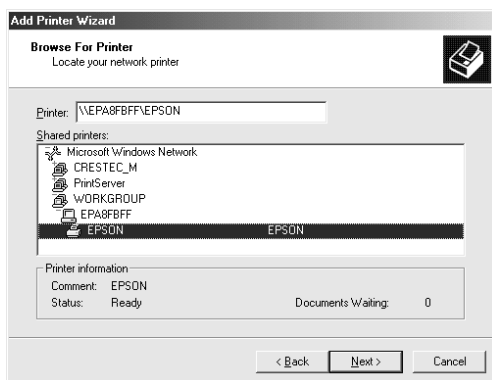 Add Printer Wizard
Browse For Printer
Locate your network printer
Printer: \\EPA8FBFF\EPSON
Shared printers:
Microsoft Windows Network
CRESTEC_M
PrintServer
WORKGROUP
EPA8FBFF
EPSON EPSON
Printer information
Comment: EPSON
Status: Ready Documents Waiting: 0
< Back Next > Cancel